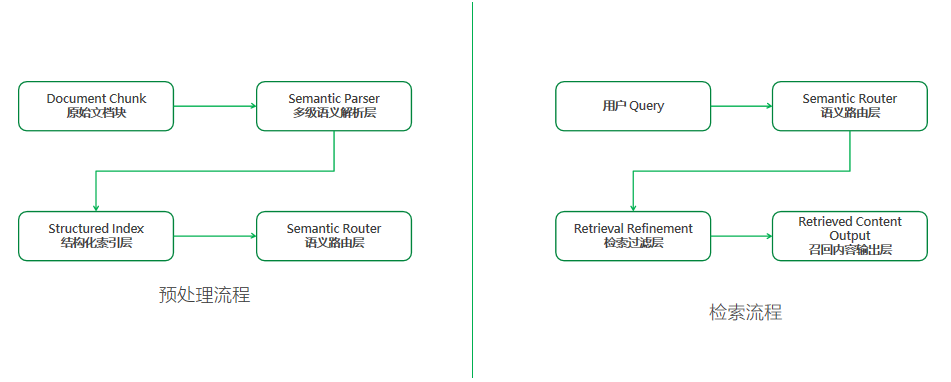 Document Chunk
原始文档块
Semantic Parser
多级语义解析层
Structured Index
结构化索引层
Semantic Router
语义路由层
预处理流程
用户 Query
Semantic Router
语义路由层
Retrieval Refinement
检索过滤层
Retrieved Content
Output
召回内容输出层
检索流程